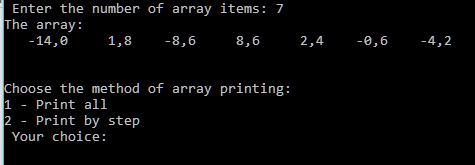 Enter the number of array items: 7
The array:
-14,0 1,8 -8,6 8,6 2,4 -0,6 -4,2
Choose the method of array printing:
1 - Print all
2 - Print by step
Your choice: